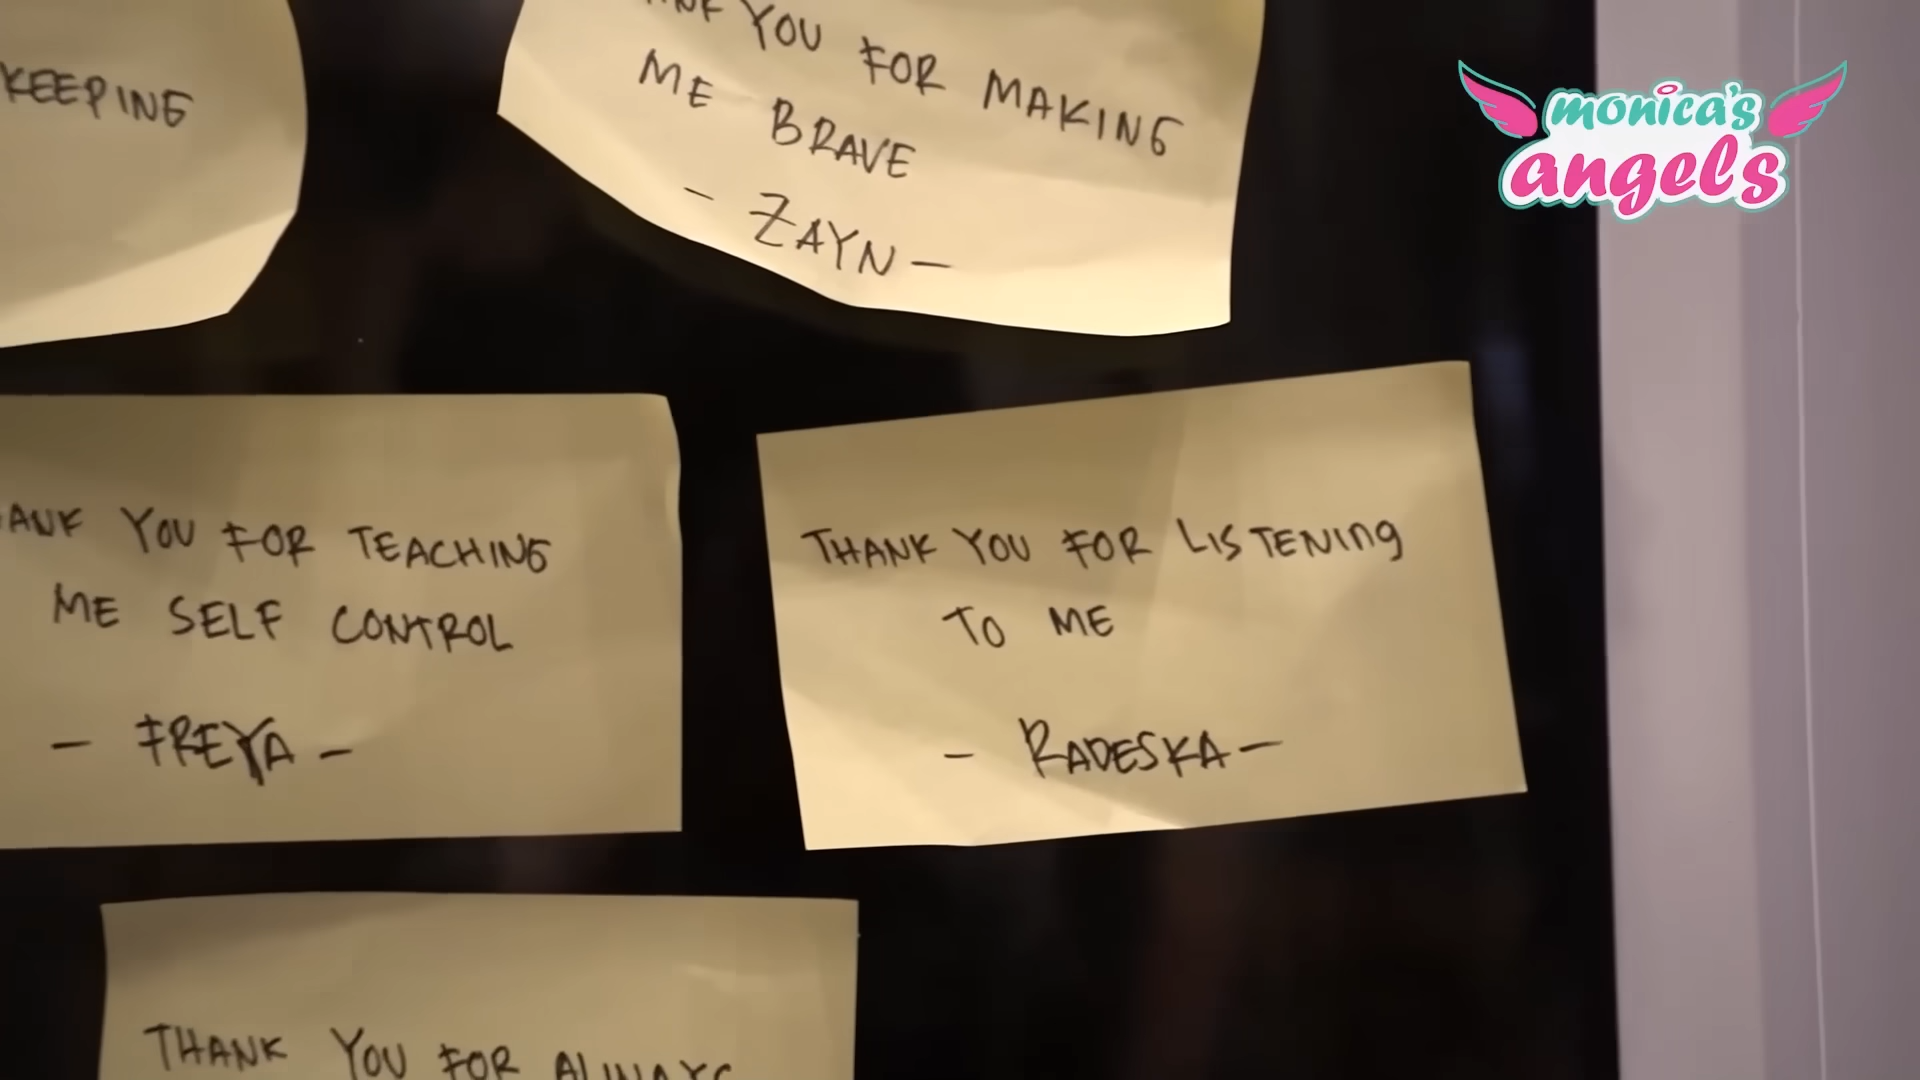 KEEPING
YOU FOR MAKING
ME BRAVE
- ZAYN -
monica's
angels
YOU FOR TEACHING
ME SELF CONTROL
- FREYA -
THANK YOU FOR LISTENING
TO ME
- RADESKA -
THANK YOU FOR ALWAYS